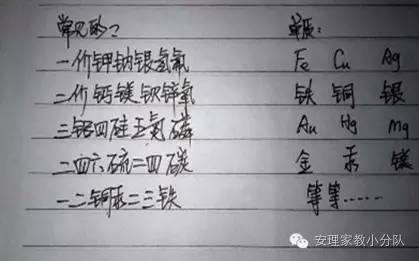 常见的? 单质:
一价钾钠银氢氯 Fe Cu Ag
二价钙镁钡锌氧 铁 铜 银
三铝四硅五氮磷 Au Hg Mg
二四六硫二四碳 金 汞 镁
一二铜汞二三铁 等等……
安理家教小分队